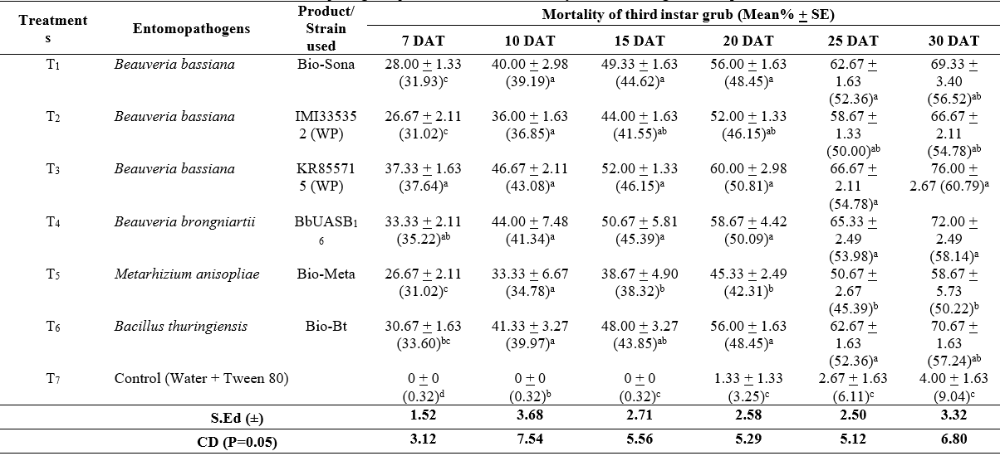 Treatment
s
Entomopathogens
Product/
Strain
used
Mortality of third instar grub (Mean% + SE)
7 DAT 10 DAT 15 DAT 20 DAT 25 DAT 30 DAT
T1 Beauveria bassiana Bio-Sona 28.00 + 1.33 40.00 + 2.98 49.33 + 1.63 56.00 + 1.63 62.67 + 69.33 +
(31.93)c (39.19)a (44.62)a (48.45)a 1.63 3.40
(52.36)a (56.52)ab
T2 Beauveria bassiana IMI33535 26.67 + 2.11 36.00 + 1.63 44.00 + 1.63 52.00 + 1.33 58.67 + 66.67 +
2 (WP) (31.02)c (36.85)a (41.55)ab (46.15)ab 1.33 2.11
(50.00)ab (54.78)ab
T3 Beauveria bassiana KR85571 37.33 + 1.63 46.67 + 2.11 52.00 + 1.33 60.00 + 2.98 66.67 + 76.00 +
5 (WP) (37.64)a (43.08)a (46.15)a (50.81)a 2.11 2.67 (60.79)a
(54.78)a
T4 Beauveria brongniartii BbUASB1 33.33 + 2.11 44.00 + 7.48 50.67 + 5.81 58.67 + 4.42 65.33 + 72.00 +
6 (35.22)ab (41.34)a (45.39)a (50.09)a 2.49 2.49
(53.98)a (58.14)a
T5 Metarhizium anisopliae Bio-Meta 26.67 + 2.11 33.33 + 6.67 38.67 + 4.90 45.33 + 2.49 50.67 + 58.67 +
(31.02)c (34.78)a (38.32)b (42.31)b 2.67 5.73
(45.39)b (50.22)b
T6 Bacillus thuringiensis Bio-Bt 30.67 + 1.63 41.33 + 3.27 48.00 + 3.27 56.00 + 1.63 62.67 + 70.67 +
(33.60)bc (39.97)a (43.85)ab (48.45)a 1.63 1.63
(52.36)a (57.24)ab
T7 Control (Water + Tween 80) 0 + 0 0 + 0 0 + 0 1.33 + 1.33 2.67 + 1.63 4.00 + 1.63
(0.32)d (0.32)b (0.32)c (3.25)c (6.11)c (9.04)c
S.Ed (±) 1.52 3.68 2.71 2.58 2.50 3.32
CD (P=0.05) 3.12 7.54 5.56 5.29 5.12 6.80